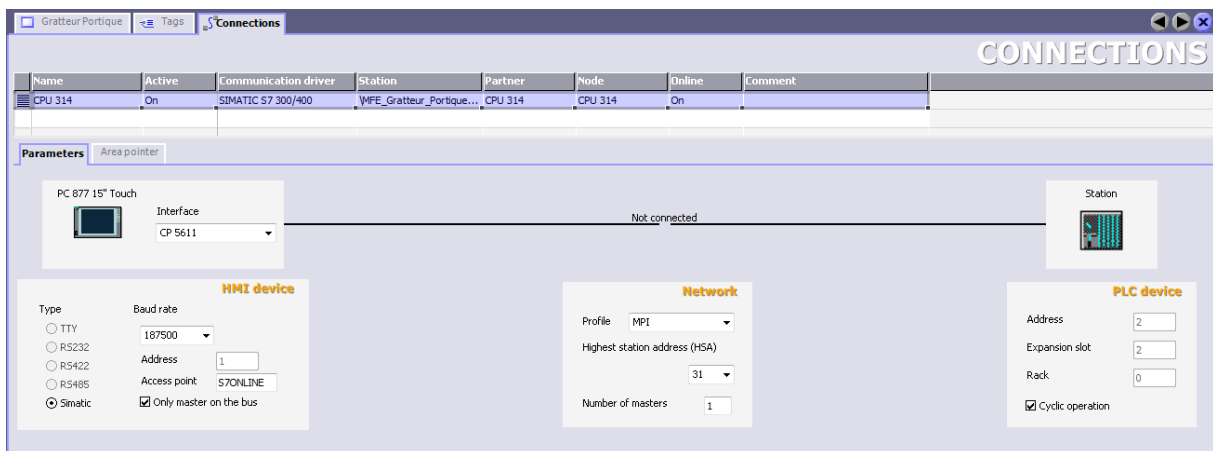 Gratteur Portique Tags Connections
CONNECTIONS
Name Active Communication driver Station Partner Node Online Comment
CPU 314 On SIMATIC S7 300/400 \MFE_Gratteur_Portique... CPU 314 CPU 314 On
Parameters Area pointer
PC 877 15" Touch
Interface
CP 5611
Not connected
Station
HMI device
Type Baud rate
TTY
187500
RS232
Address 1
RS422
Access point S7ONLINE
RS485
Simatic Only master on the bus
Network
Profile MPI
Highest station address (HSA)
31
Number of masters 1
PLC device
Address 2
Expansion slot 2
Rack 0
Cyclic operation